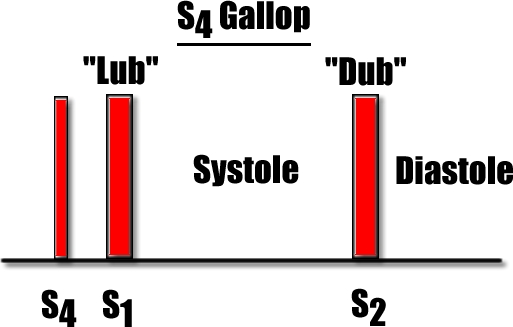 S4 Gallop
"Lub" "Dub"
Systole Diastole
S4 S1 S2